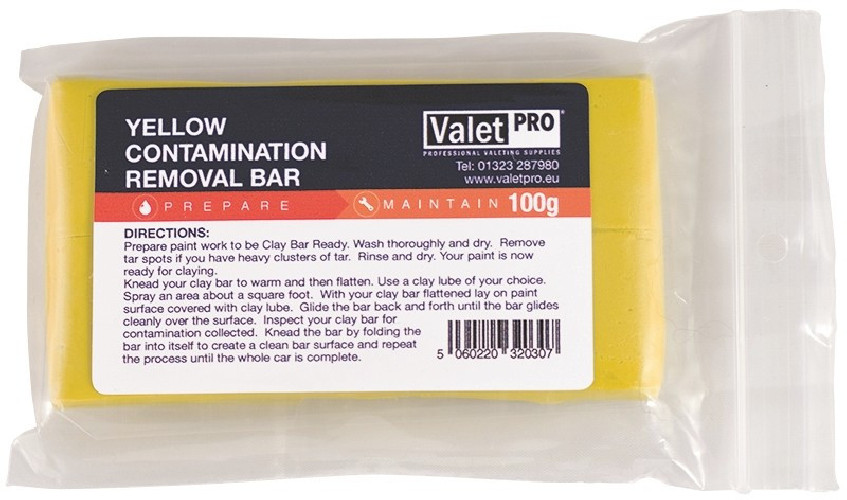 YELLOW
CONTAMINATION
REMOVAL BAR
Valet PRO
PROFESSIONAL VALETING SUPPLIES
Tel: 01323 287980
www.valetpro.eu
PREPARE
MAINTAIN 100g
DIRECTIONS:
Prepare paint work to be Clay Bar Ready. Wash thoroughly and dry. Remove
tar spots if you have heavy clusters of tar. Rinse and dry. Your paint is now
ready for claying.
Knead your clay bar to warm and then flatten. Use a clay lube of your choice.
Spray an area about a square foot. With your clay bar flattened lay on paint
surface covered with clay lube. Glide the bar back and forth until the bar glides
cleanly over the surface. Inspect your clay bar for
contamination collected. Knead the bar by folding the
bar into itself to create a clean bar surface and repeat
the process until the whole car is complete.
5 060220 320307